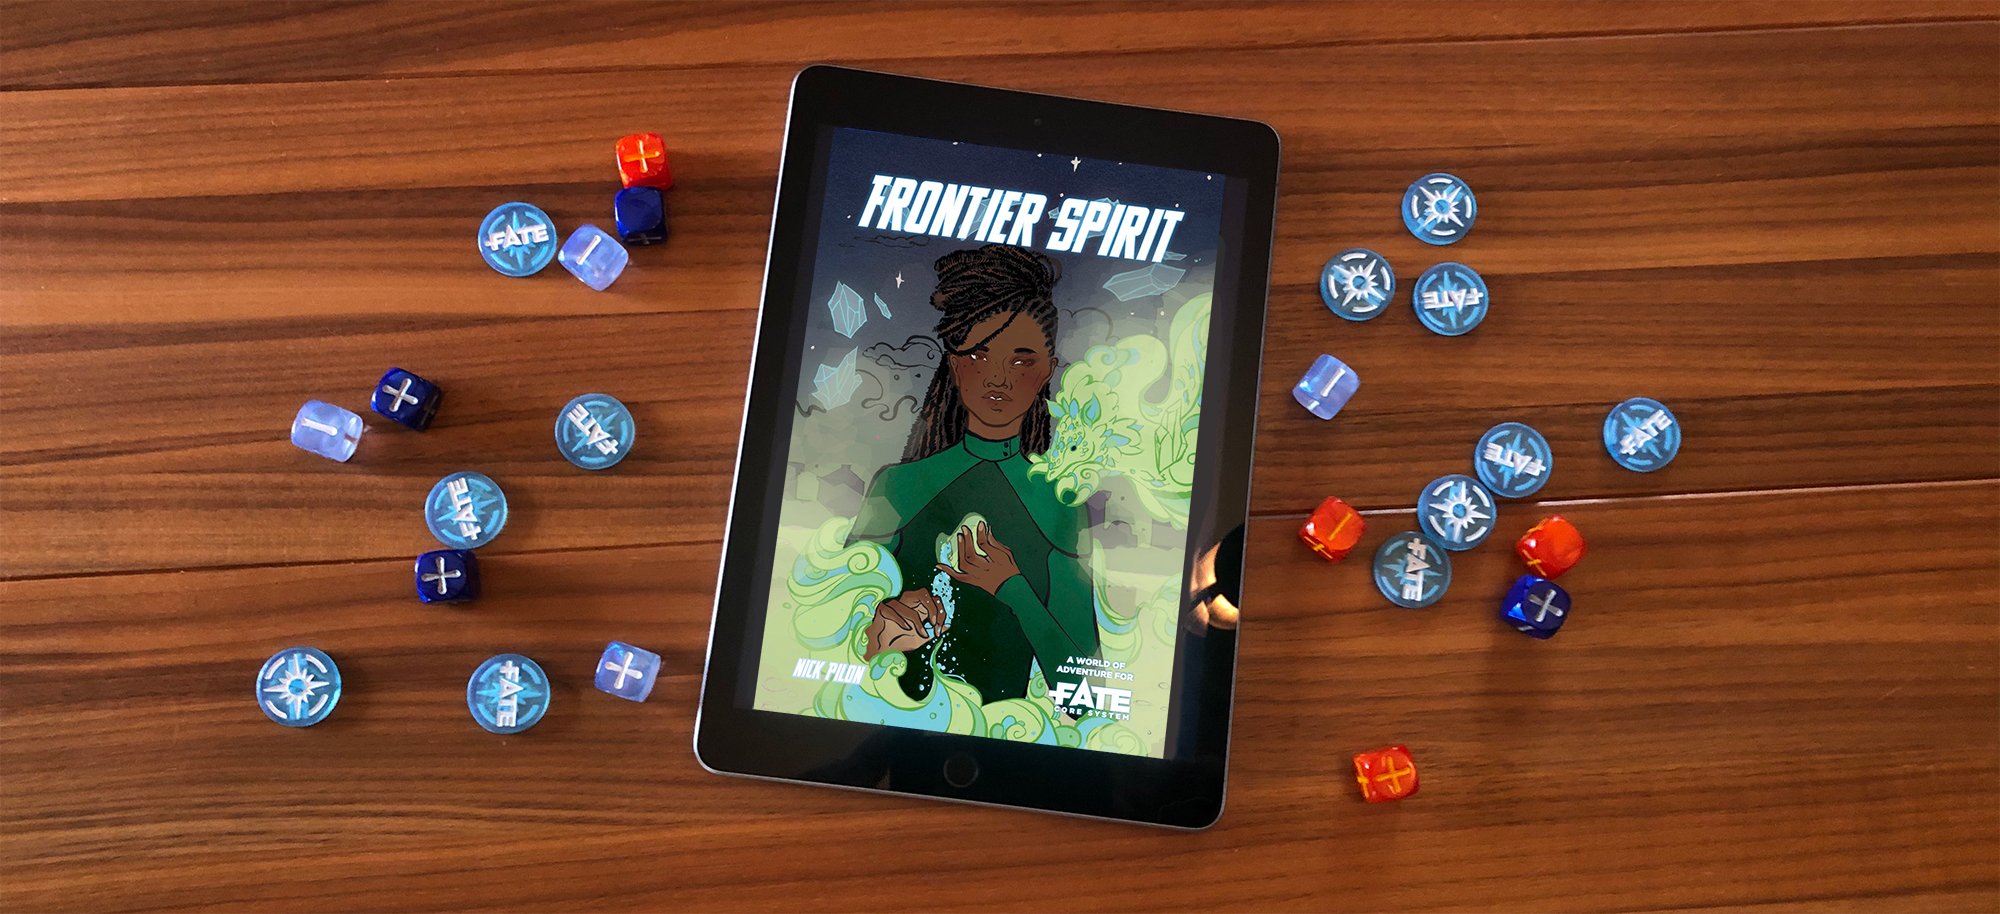 FRONTIER SPIRIT
NICK PILON
A WORLD OF
ADVENTURE FOR
FATE
CORE SYSTEM
FATE
FATE
FATE
FATE
FATE
FATE
FATE
FATE